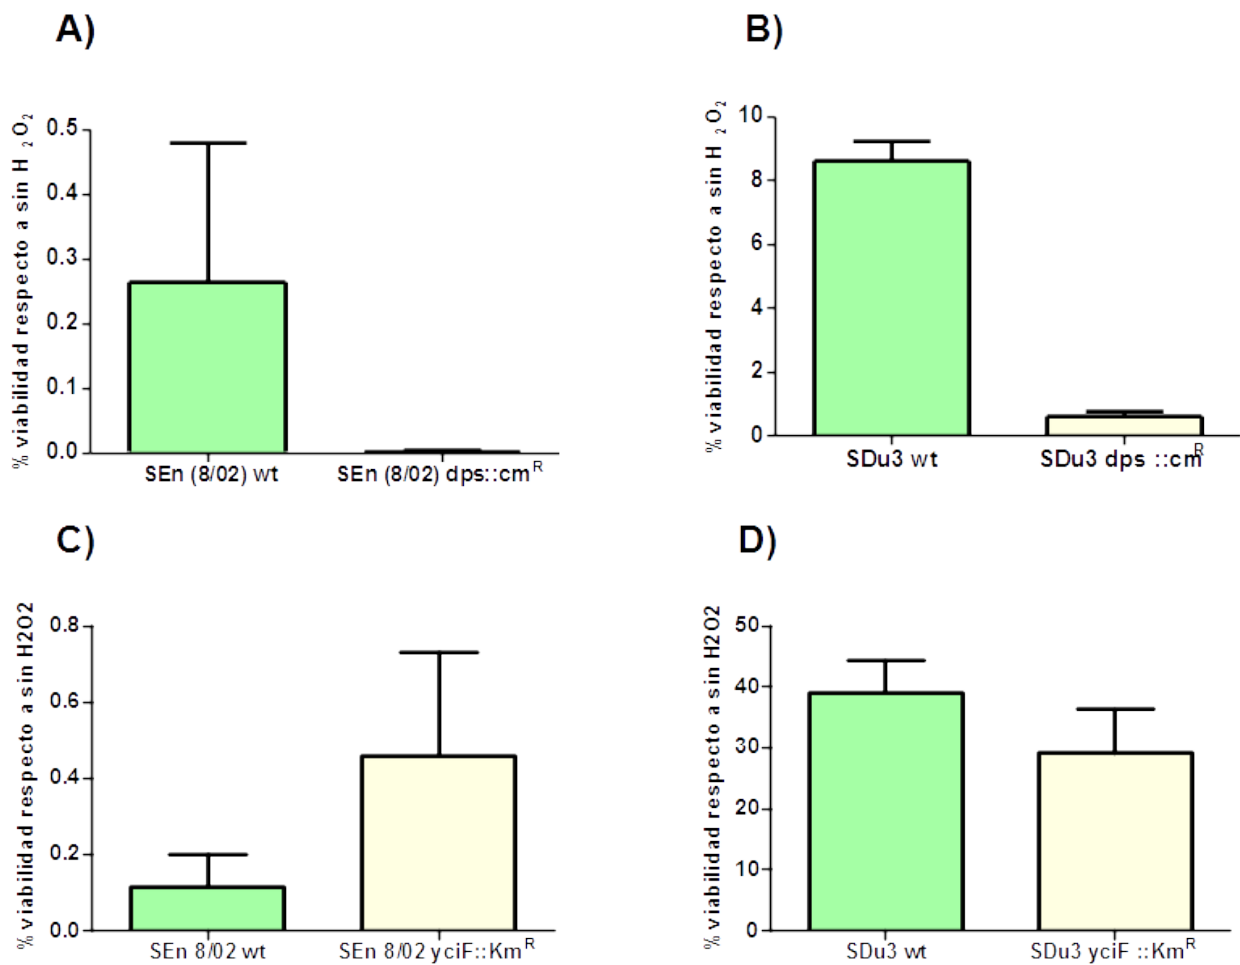 A)
% viabilidad respecto a sin H2O2
0.5
0.4
0.3
0.2
0.1
0.0
SEn (8/02) wt
SEn (8/02) dps::cmR
B)
% viabilidad respecto a sin H2O2
10
8
6
4
2
0
SDu3 wt
SDu3 dps ::cmR
C)
% viabilidad respecto a sin H2O2
0.8
0.6
0.4
0.2
0.0
SEn 8/02 wt
SEn 8/02 yciF::KmR
D)
% viabilidad respecto a sin H2O2
50
40
30
20
10
0
SDu3 wt
SDu3 yciF ::KmR